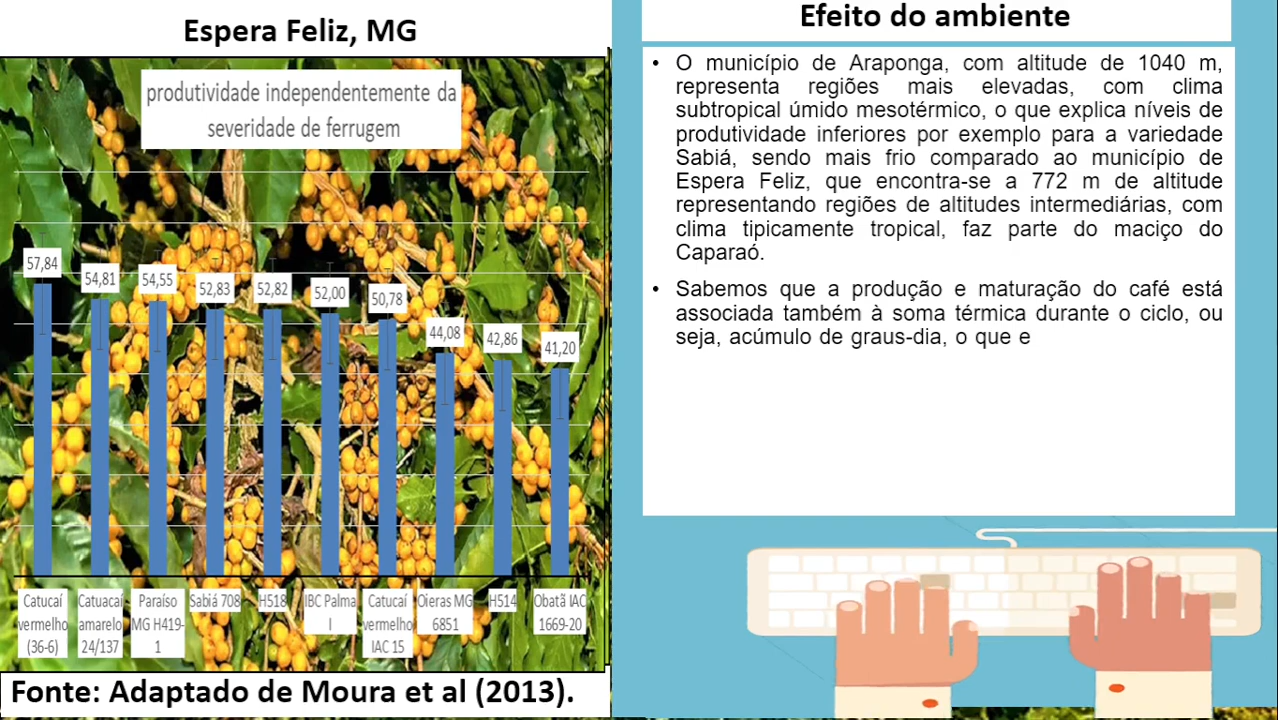 Espera Feliz, MG
produtividade independentemente da
severidade de ferrugem
57,84
54,81
54,55
52,83
52,82
52,00
50,78
44,08
42,86
41,20
Catucaí
vermelho
(36-6)
Catuacaí
amarelo
24/137
Paraíso
MG H419-
1
Sabiá 708
H518
IBC Palma
I
Catucaí
vermelho
IAC 15
Oieras MG
6851
H514
Obatã IAC
1669-20
Fonte: Adaptado de Moura et al (2013).
Efeito do ambiente
• O município de Araponga, com altitude de 1040 m,
representa regiões mais elevadas, com clima
subtropical úmido mesotérmico, o que explica níveis de
produtividade inferiores por exemplo para a variedade
Sabiá, sendo mais frio comparado ao município de
Espera Feliz, que encontra-se a 772 m de altitude
representando regiões de altitudes intermediárias, com
clima tipicamente tropical, faz parte do maciço do
Caparaó.
• Sabemos que a produção e maturação do café está
associada também à soma térmica durante o ciclo, ou
seja, acúmulo de graus-dia, o que e